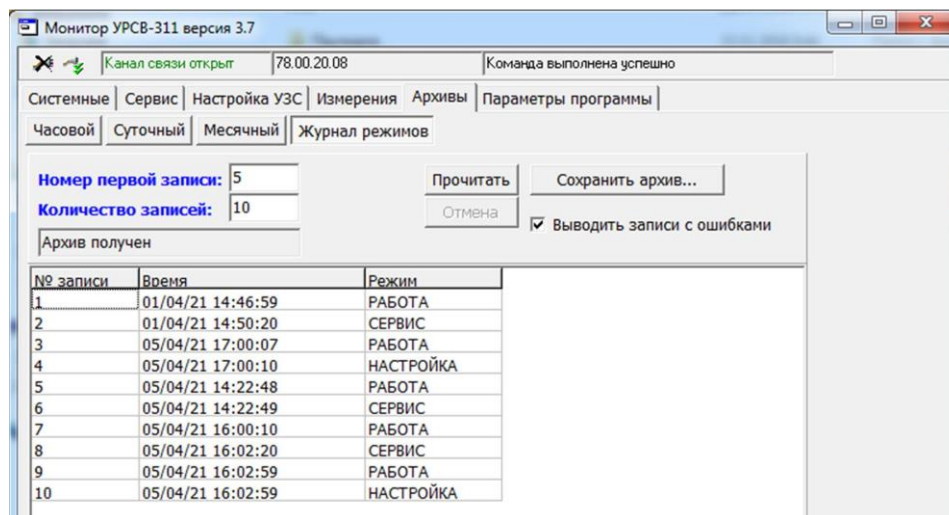 Монитор УРСВ-311 версия 3.7
Канал связи открыт 78.00.20.08 Команда выполнена успешно
Системные Сервис Настройка УЗС Измерения Архивы Параметры программы
Часовой Суточный Месячный Журнал режимов
Номер первой записи: 5 Прочитать Сохранить архив...
Количество записей: 10 Отмена
Выводить записи с ошибками
Архив получен
№ записи Время Режим
1 01/04/21 14:46:59 РАБОТА
2 01/04/21 14:50:20 СЕРВИС
3 05/04/21 17:00:07 РАБОТА
4 05/04/21 17:00:10 НАСТРОЙКА
5 05/04/21 14:22:48 РАБОТА
6 05/04/21 14:22:49 СЕРВИС
7 05/04/21 16:00:10 РАБОТА
8 05/04/21 16:02:20 СЕРВИС
9 05/04/21 16:02:59 РАБОТА
10 05/04/21 16:02:59 НАСТРОЙКА